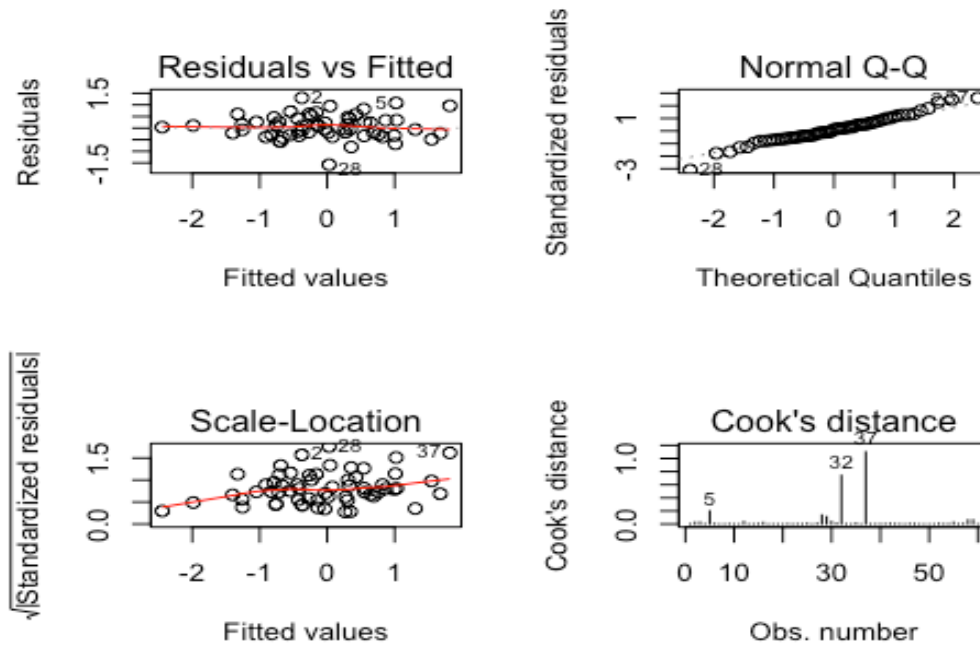 Residuals vs Fitted
Residuals
1.5
-1.5
2
5
28
-2 -1 0 1
Fitted values
Normal Q-Q
Standardized residuals
1
-3
28
-2 -1 0 1 2
Theoretical Quantiles
Scale-Location
√|Standardized residuals|
1.5
0.0
2
28
37
-2 -1 0 1
Fitted values
Cook's distance
Cook's distance
1.0
0.0
5
32
37
0 10 30 50
Obs. number